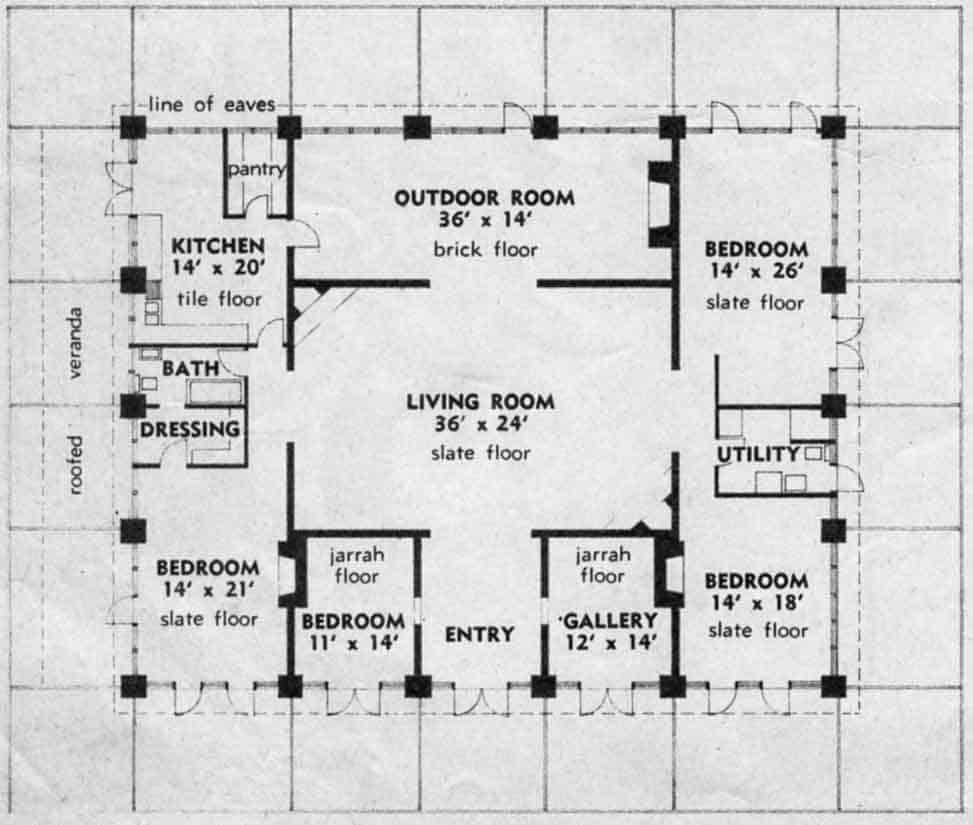 line of eaves
pantry
OUTDOOR ROOM
36' x 14'
brick floor
KITCHEN
14' x 20'
tile floor
BEDROOM
14' x 26'
slate floor
roofed veranda
BATH
DRESSING
LIVING ROOM
36' x 24'
slate floor
UTILITY
BEDROOM
14' x 21'
slate floor
jarrah
floor
BEDROOM
11' x 14'
ENTRY
jarrah
floor
GALLERY
12' x 14'
BEDROOM
14' x 18'
slate floor